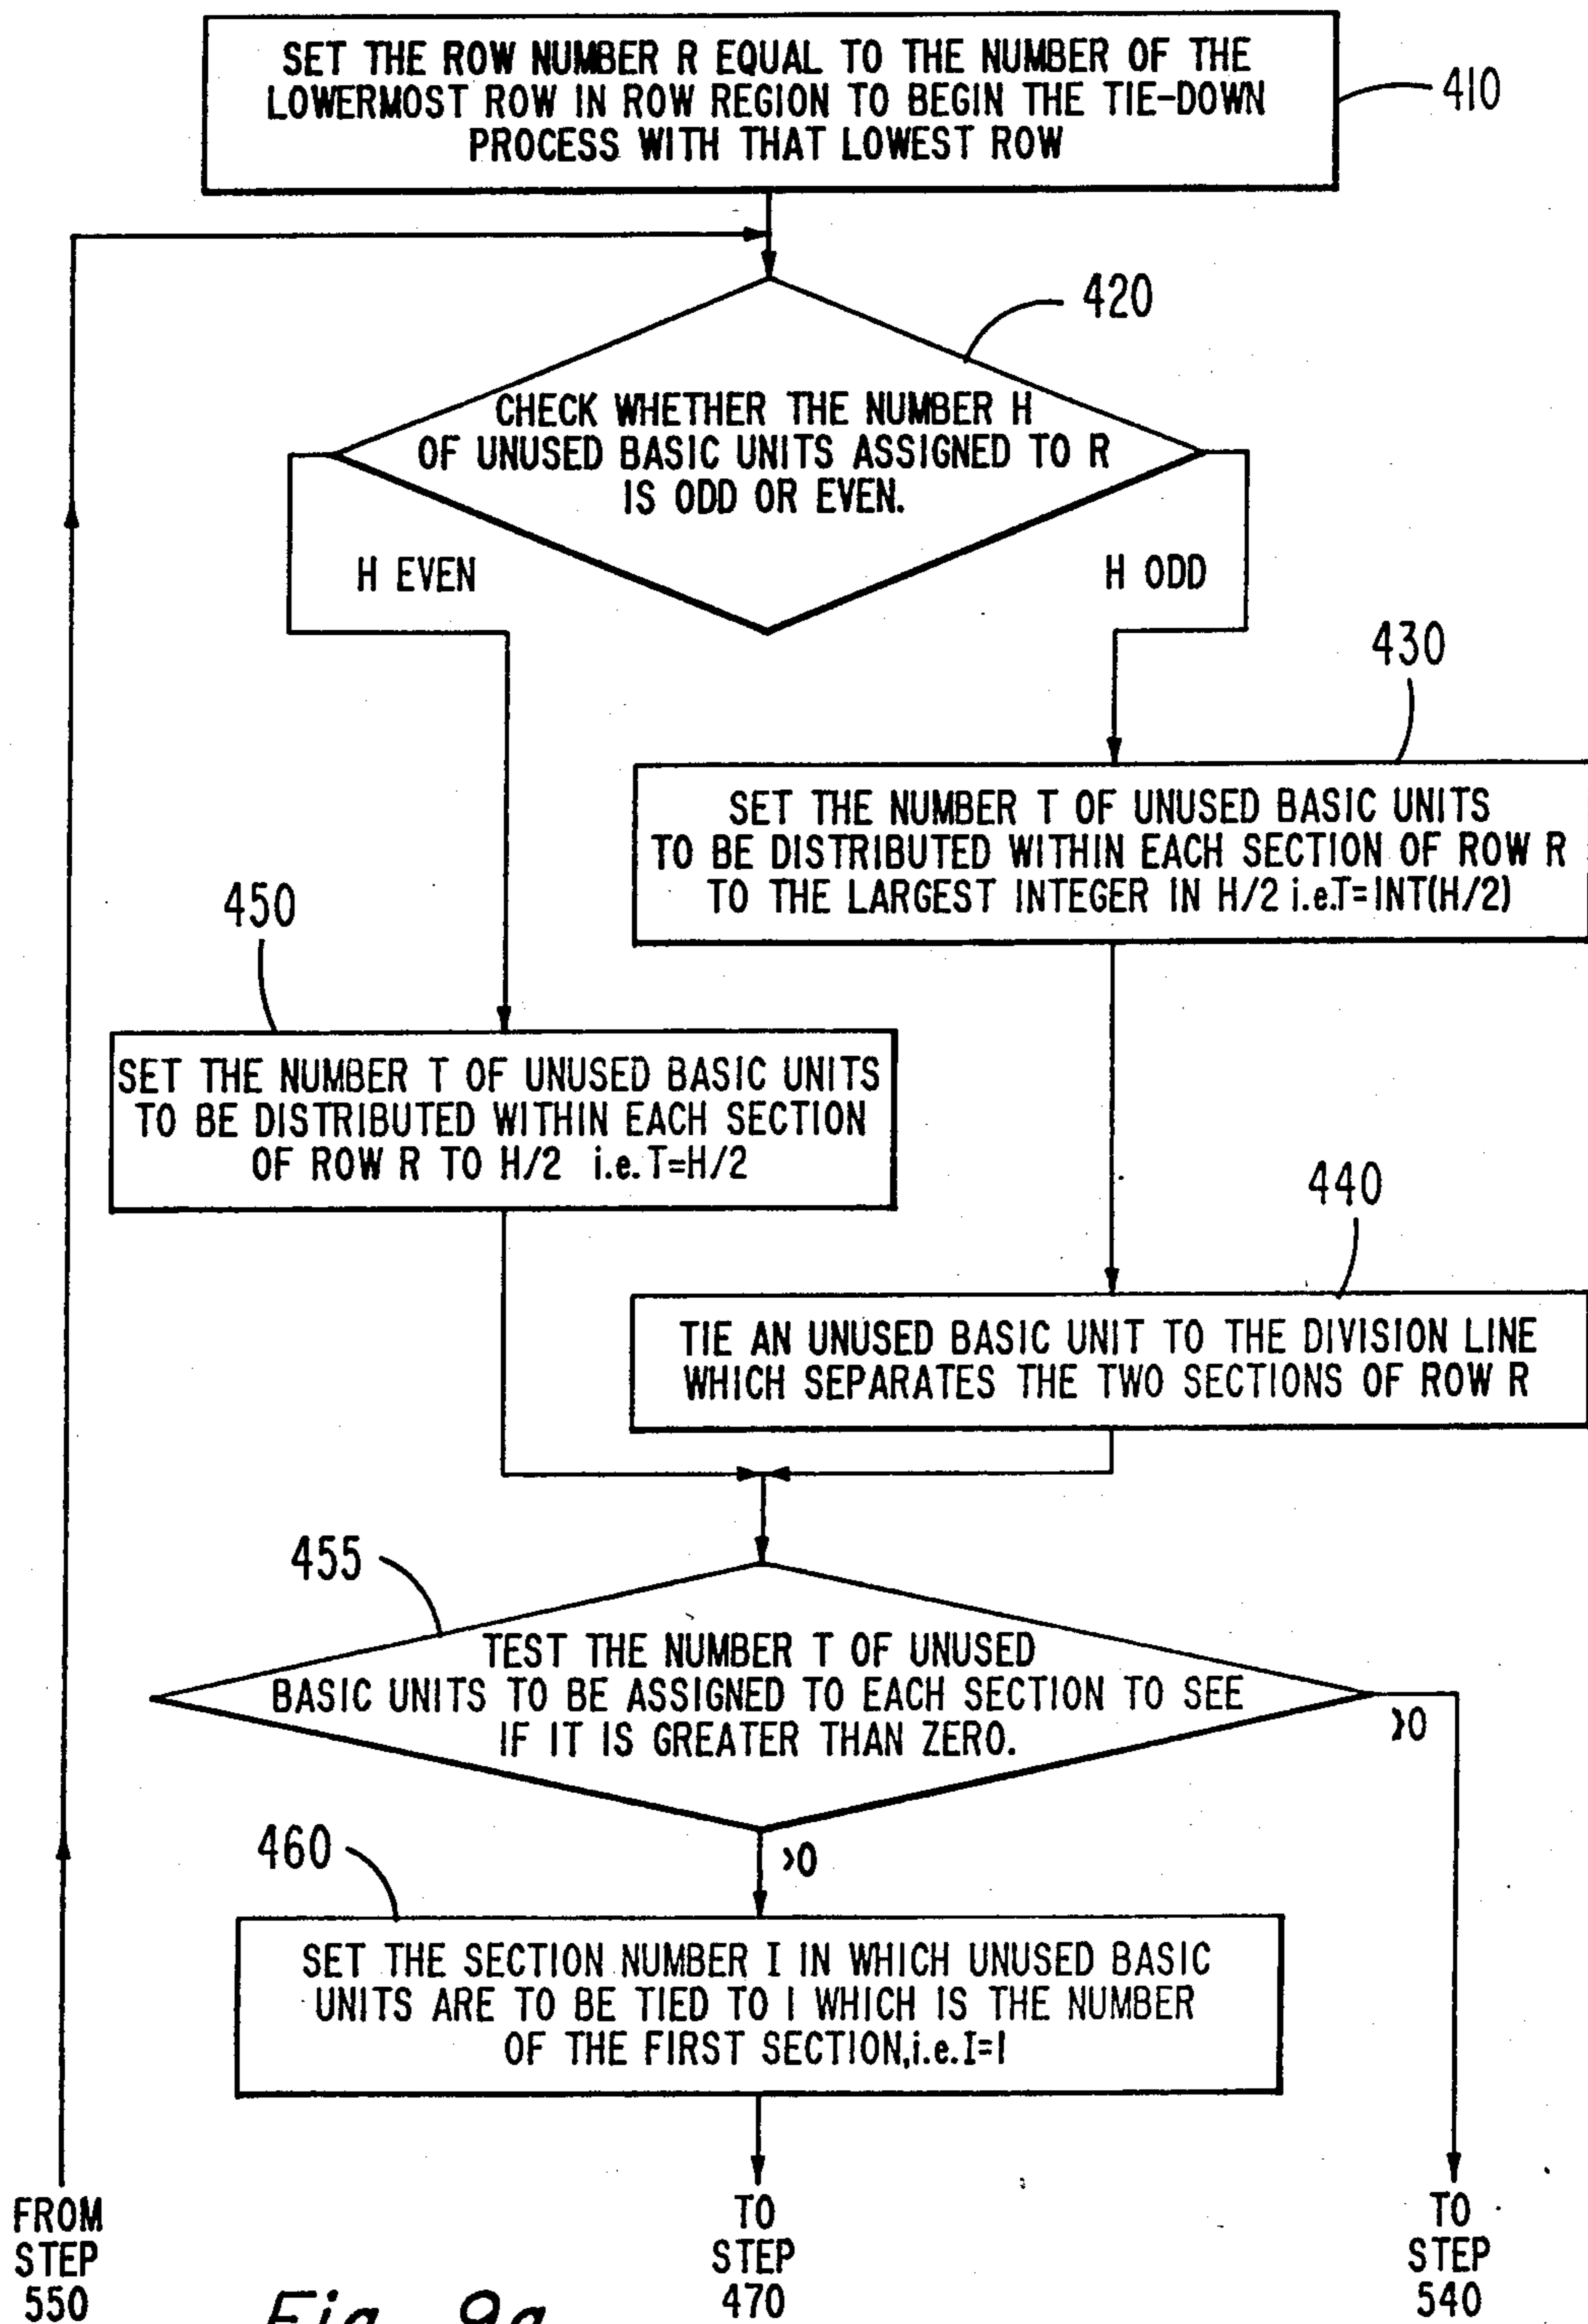 SET THE ROW NUMBER R EQUAL TO THE NUMBER OF THE
LOWERMOST ROW IN ROW REGION TO BEGIN THE TIE-DOWN
PROCESS WITH THAT LOWEST ROW
410
420
CHECK WHETHER THE NUMBER H
OF UNUSED BASIC UNITS ASSIGNED TO R
IS ODD OR EVEN.
H EVEN
H ODD
430
SET THE NUMBER T OF UNUSED BASIC UNITS
TO BE DISTRIBUTED WITHIN EACH SECTION OF ROW R
TO THE LARGEST INTEGER IN H/2 i.e.T=INT(H/2)
450
SET THE NUMBER T OF UNUSED BASIC UNITS
TO BE DISTRIBUTED WITHIN EACH SECTION
OF ROW R TO H/2 i.e. T=H/2
440
TIE AN UNUSED BASIC UNIT TO THE DIVISION LINE
WHICH SEPARATES THE TWO SECTIONS OF ROW R
455
TEST THE NUMBER T OF UNUSED
BASIC UNITS TO BE ASSIGNED TO EACH SECTION TO SEE
IF IT IS GREATER THAN ZERO.
>0
>0
460
SET THE SECTION NUMBER I IN WHICH UNUSED BASIC
UNITS ARE TO BE TIED TO 1 WHICH IS THE NUMBER
OF THE FIRST SECTION,i.e.I=1
FROM
STEP
550
TO
STEP
470
TO
STEP
540
Fig. 9a